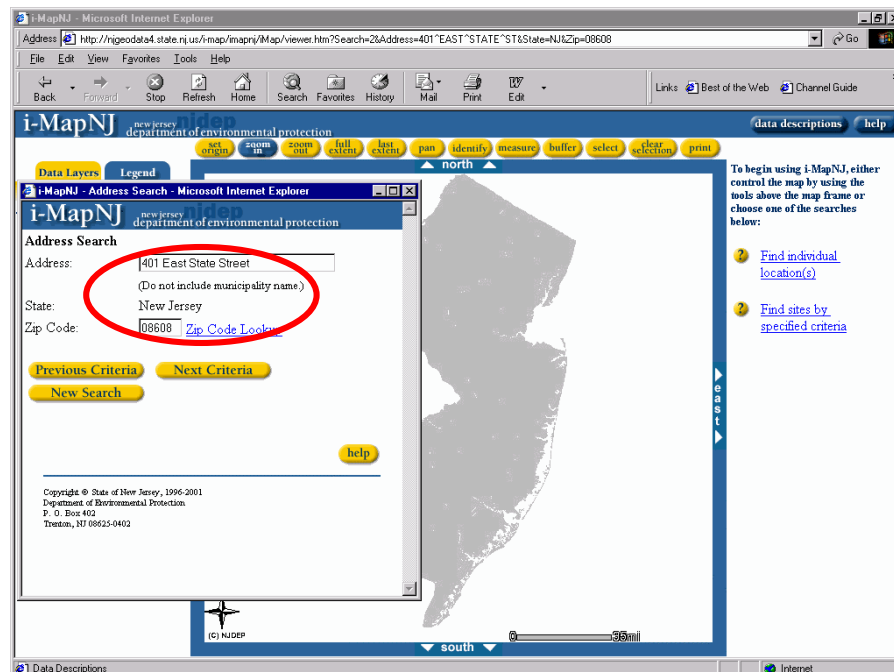 i-MapNJ - Microsoft Internet Explorer
Address http://njgeodata4.state.nj.us/i-map/imapnj/iMap/viewer.htm?Search=2&Address=401^EAST^STATE^ST&State=NJ&Zip=08608 Go
File Edit View Favorites Tools Help
Back Forward Stop Refresh Home Search Favorites History Mail Print Edit Links Best of the Web Channel Guide
i-MapNJ new jersey department of environmental protection njdep
data descriptions help
set origin zoom in zoom out full extent last extent pan identify measure buffer select clear selection print
Data Layers Legend
north
i-MapNJ - Address Search - Microsoft Internet Explorer
i-MapNJ new jersey department of environmental protection njdep
Address Search
Address: 401 East State Street
(Do not include municipality name.)
State: New Jersey
Zip Code: 08608 Zip Code Lookup
Previous Criteria Next Criteria
New Search
help
Copyright © State of New Jersey, 1996-2001
Department of Environmental Protection
P. O. Box 402
Trenton, NJ 08625-0402
east
(C) NJDEP
0 35mi
south
To begin using i-MapNJ, either
control the map by using the
tools above the map frame or
choose one of the searches
below:
? Find individual
location(s)
? Find sites by
specified criteria
Data Descriptions Internet